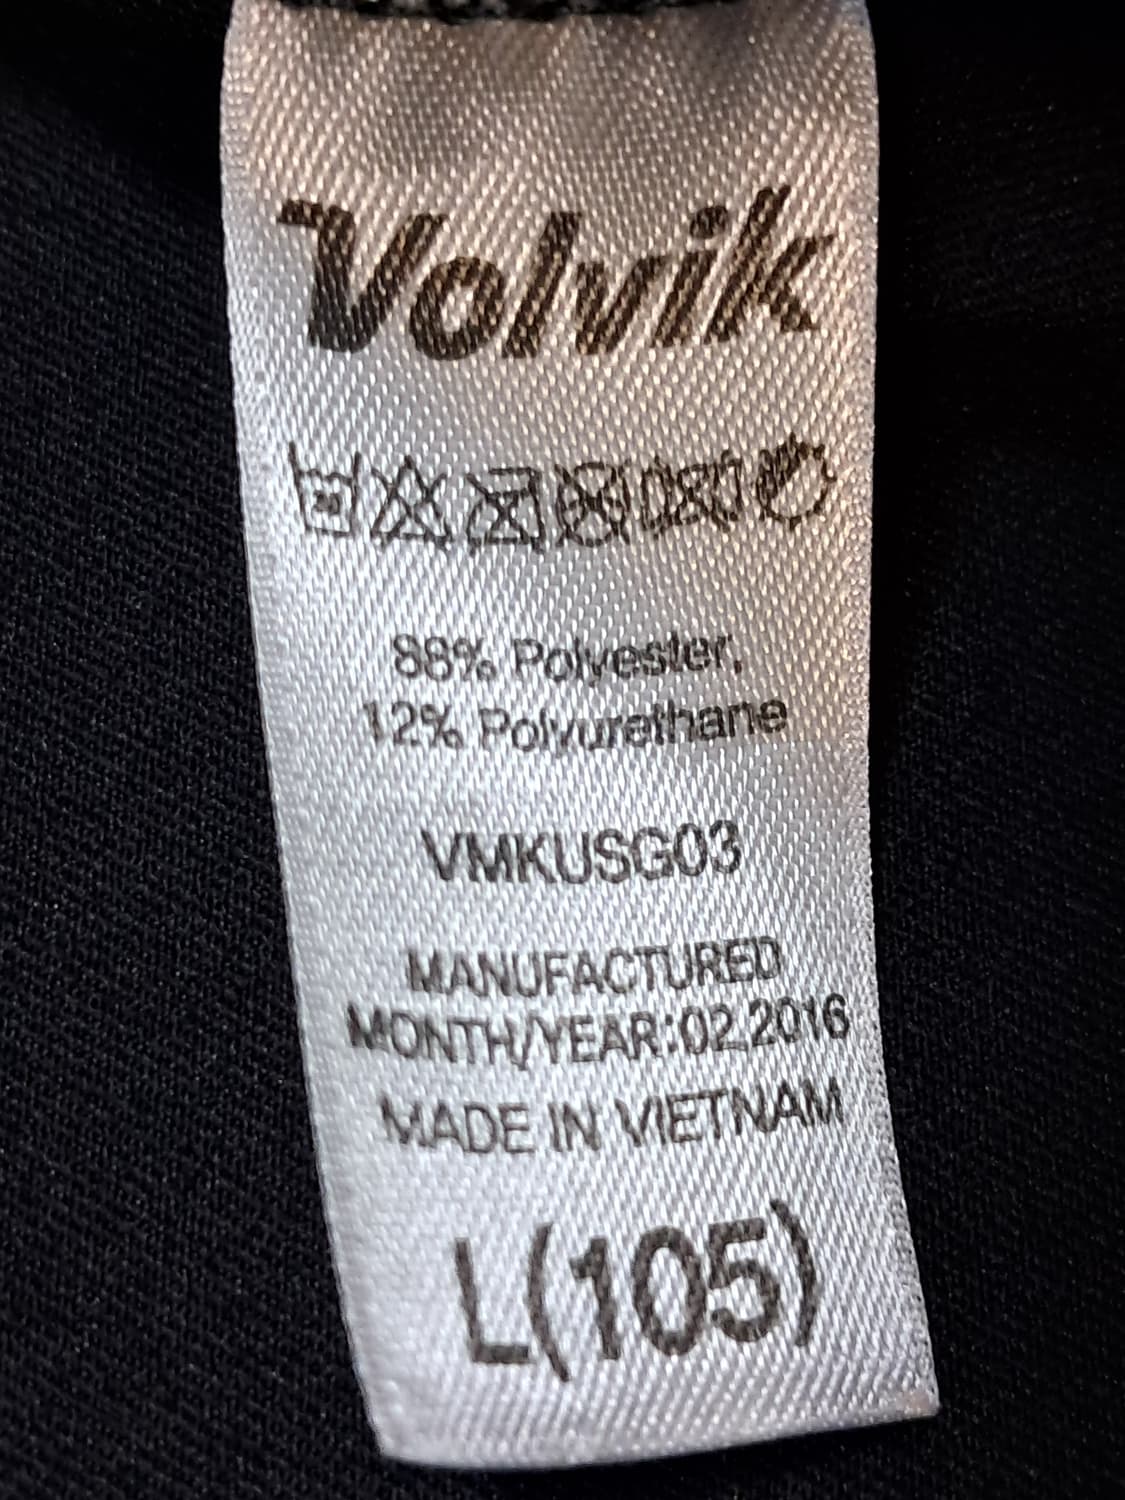 Volvik
88% Polyester,
12% Polyurethane
VMKUSG03
MANUFACTURED
MONTH/YEAR:02.2016
MADE IN VIETNAM
L(105)